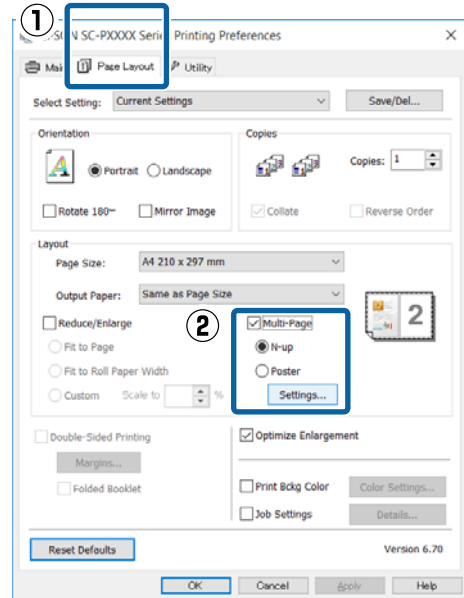 1
SON SC-PXXXX Series Printing Preferences
Main Page Layout Utility
Select Setting: Current Settings Save/Del...
Orientation Copies
A Portrait Landscape Copies: 1
Rotate 180° Mirror Image Collate Reverse Order
Layout
Page Size: A4 210 x 297 mm
Output Paper: Same as Page Size
Reduce/Enlarge 2 Multi-Page 2
Fit to Page N-up
Fit to Roll Paper Width Poster
Custom Scale to % Settings...
Double-Sided Printing Optimize Enlargement
Margins...
Folded Booklet Print Bckg Color Color Settings...
Job Settings Details...
Reset Defaults Version 6.70
OK Cancel Apply Help